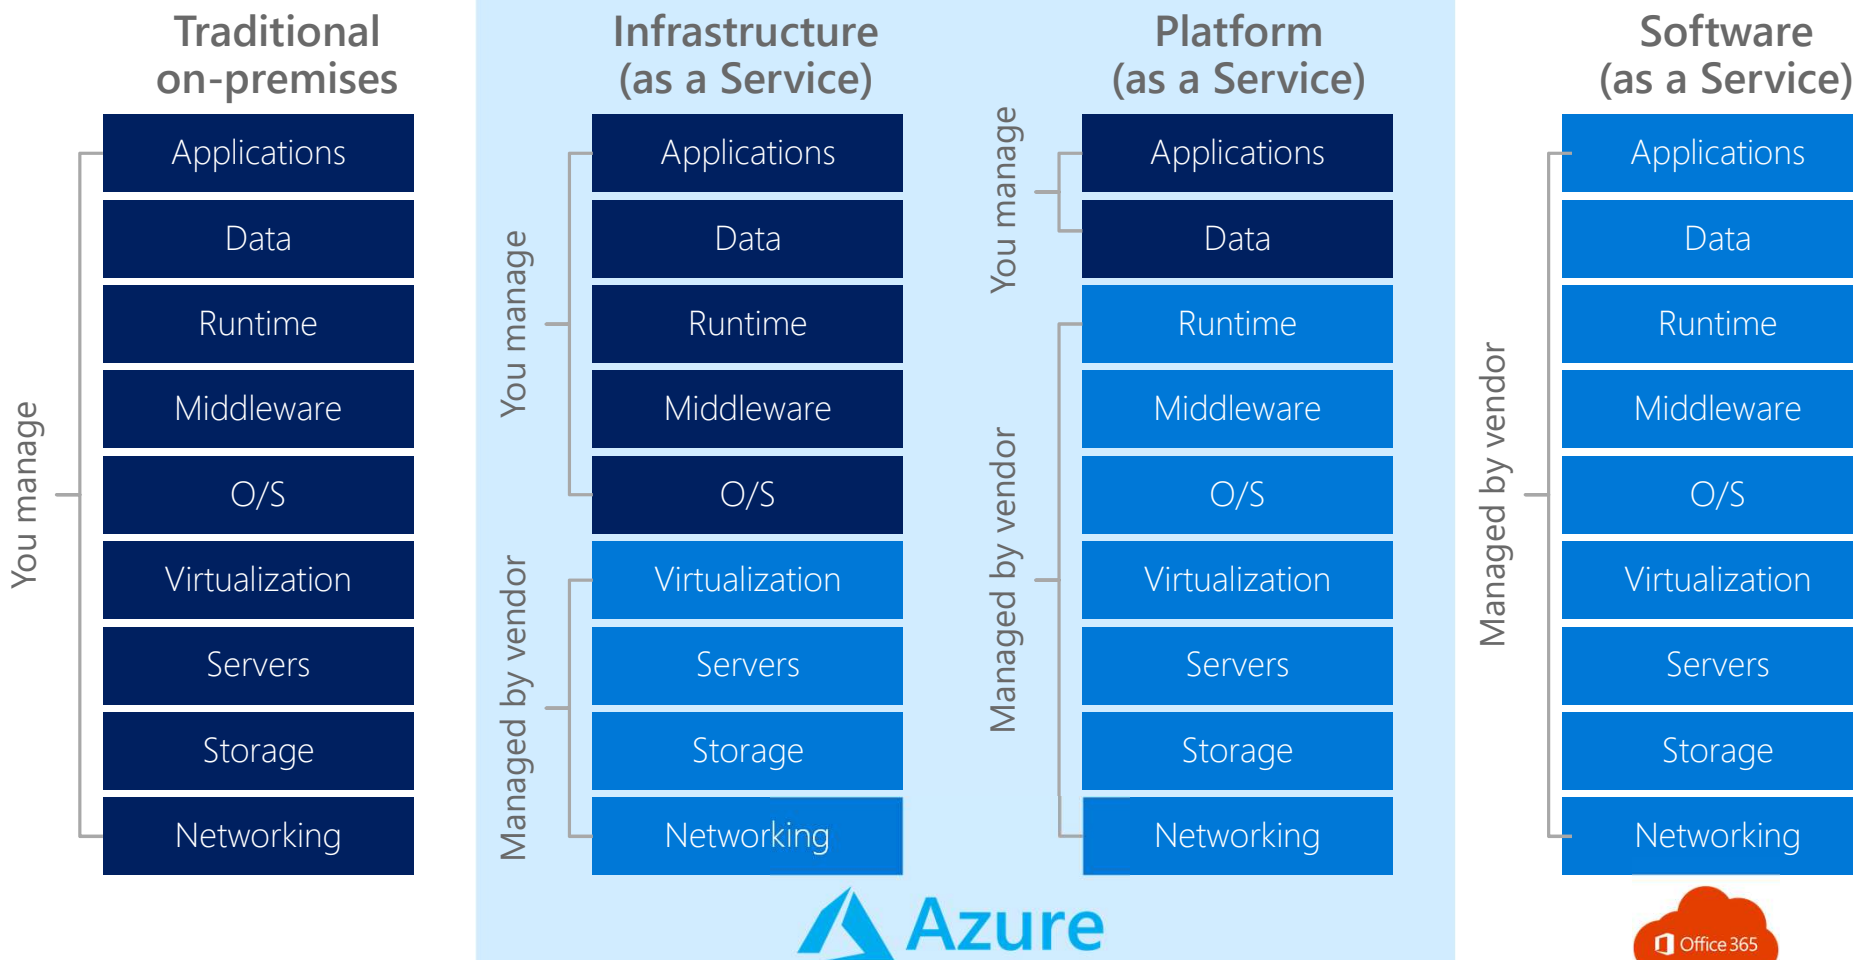 Traditional
on-premises
You manage
Applications
Data
Runtime
Middleware
O/S
Virtualization
Servers
Storage
Networking
Infrastructure
(as a Service)
You manage
Managed by vendor
Applications
Data
Runtime
Middleware
O/S
Virtualization
Servers
Storage
Networking
Platform
(as a Service)
You manage
Managed by vendor
Applications
Data
Runtime
Middleware
O/S
Virtualization
Servers
Storage
Networking
Azure
Software
(as a Service)
Managed by vendor
Applications
Data
Runtime
Middleware
O/S
Virtualization
Servers
Storage
Networking
Office 365